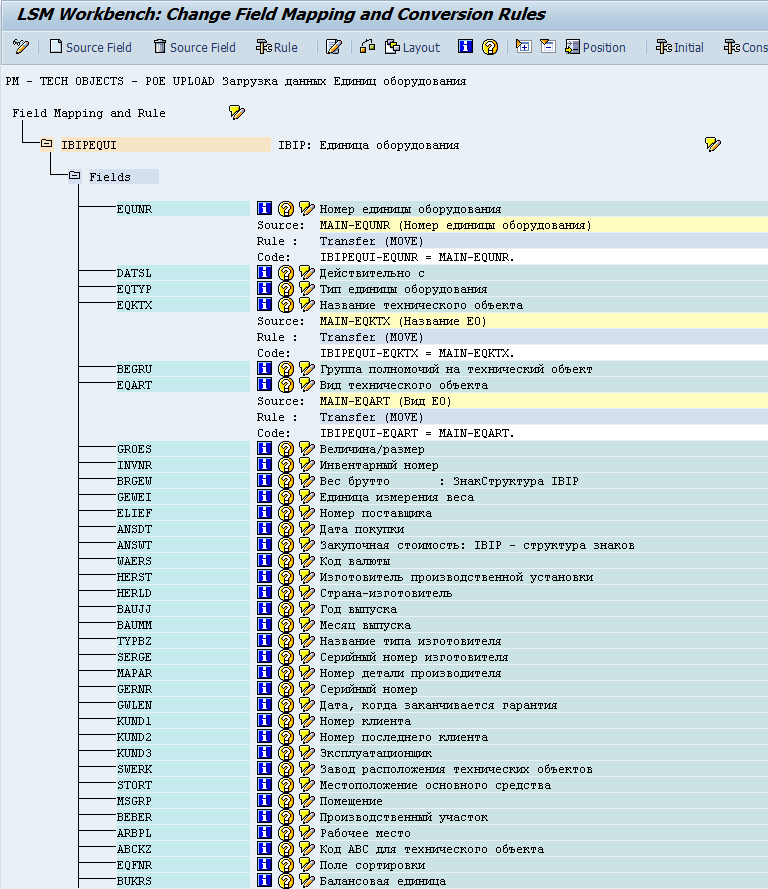 LSM Workbench: Change Field Mapping and Conversion Rules
Source Field Source Field Rule Layout Position Initial Cons
PM - TECH OBJECTS - POE UPLOAD Загрузка данных Единиц оборудования
Field Mapping and Rule
IBIPEQUI IBIP: Единица оборудования
Fields
EQUNR Номер единицы оборудования
Source: MAIN-EQUNR (Номер единицы оборудования)
Rule : Transfer (MOVE)
Code: IBIPEQUI-EQUNR = MAIN-EQUNR.
DATSL Действительно с
EQTYP Тип единицы оборудования
EQKTX Название технического объекта
Source: MAIN-EQKTX (Название ЕО)
Rule : Transfer (MOVE)
Code: IBIPEQUI-EQKTX = MAIN-EQKTX.
BEGRU Группа полномочий на технический объект
EQART Вид технического объекта
Source: MAIN-EQART (Вид ЕО)
Rule : Transfer (MOVE)
Code: IBIPEQUI-EQART = MAIN-EQART.
GROES Величина/размер
INVNR Инвентарный номер
BRGEW Вес брутто : ЗнакСтруктура IBIP
GEWEI Единица измерения веса
ELIEF Номер поставщика
ANSDT Дата покупки
ANSWT Закупочная стоимость: IBIP - структура знаков
WAERS Код валюты
HERST Изготовитель производственной установки
HERLD Страна-изготовитель
BAUJJ Год выпуска
BAUMM Месяц выпуска
TYPBZ Название типа изготовителя
SERGE Серийный номер изготовителя
MAPAR Номер детали производителя
GERNR Серийный номер
GWLEN Дата, когда заканчивается гарантия
KUND1 Номер клиента
KUND2 Номер последнего клиента
KUND3 Эксплуатационщик
SWERK Завод расположения технических объектов
STORT Местоположение основного средства
MSGRP Помещение
BEBER Производственный участок
ARBPL Рабочее место
ABCKZ Код ABC для технического объекта
EQFNR Поле сортировки
BUKRS Балансовая единица